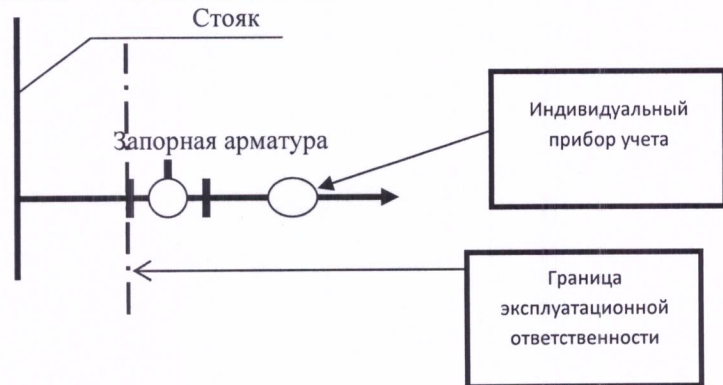 Стояк
Запорная арматура
Индивидуальный
прибор учета
Граница
эксплуатационной
ответственности